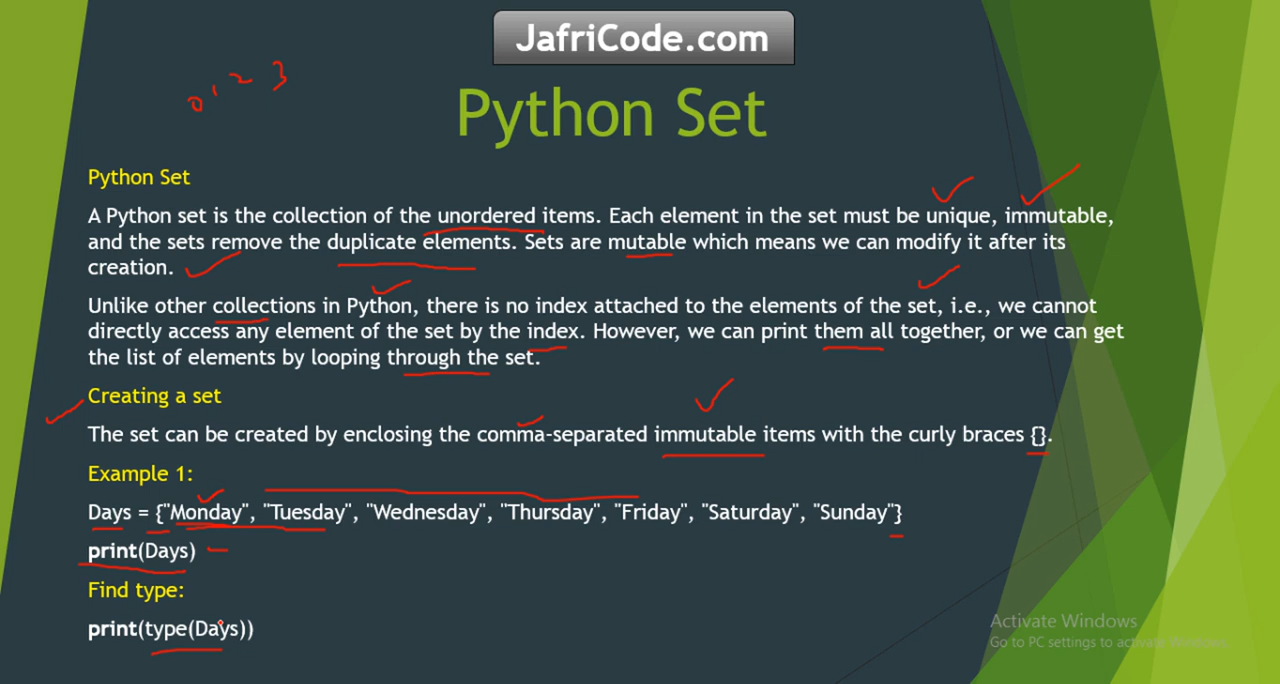 JafriCode.com
0 1 2 3
Python Set
Python Set
A Python set is the collection of the unordered items. Each element in the set must be unique, immutable,
and the sets remove the duplicate elements. Sets are mutable which means we can modify it after its
creation.
Unlike other collections in Python, there is no index attached to the elements of the set, i.e., we cannot
directly access any element of the set by the index. However, we can print them all together, or we can get
the list of elements by looping through the set.
Creating a set
The set can be created by enclosing the comma-separated immutable items with the curly braces {}.
Example 1:
Days = {"Monday", "Tuesday", "Wednesday", "Thursday", "Friday", "Saturday", "Sunday"}
print(Days)
Find type:
print(type(Days))
Activate Windows
Go to PC settings to activate Windows.